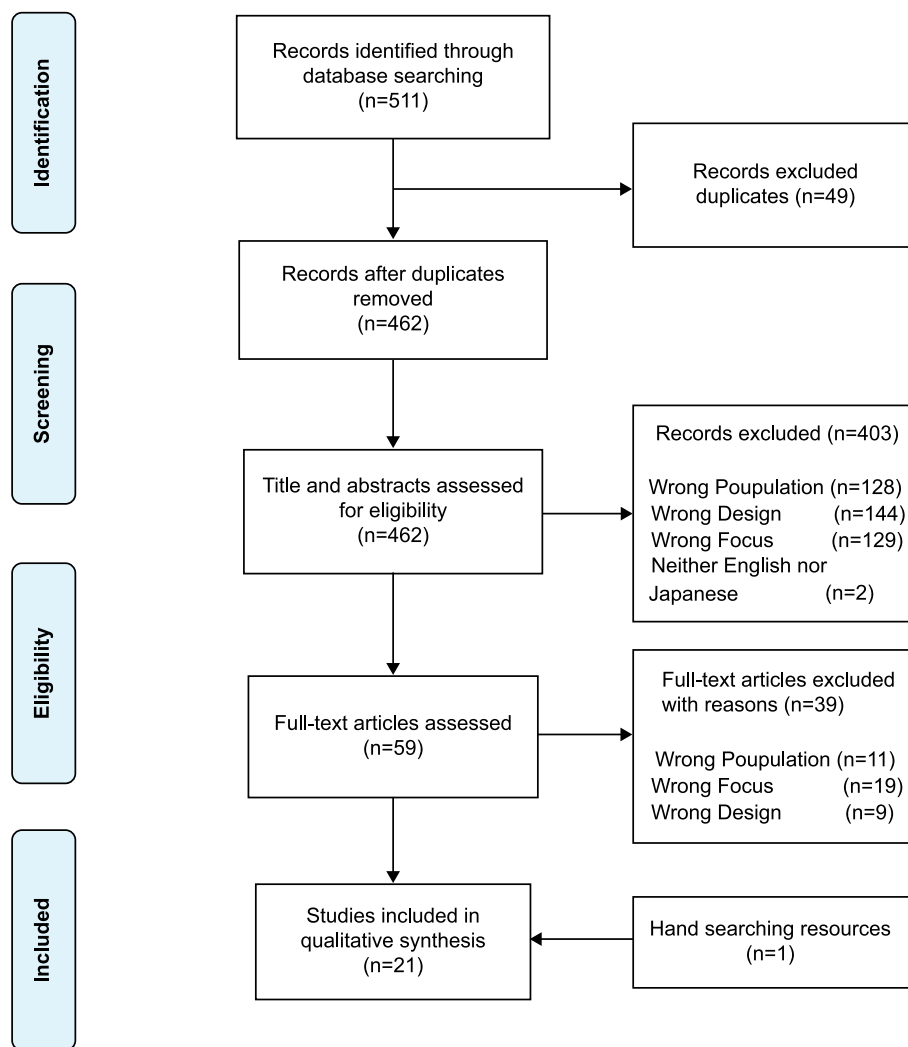 Identification
Records identified through
database searching
(n=511)
Records excluded
duplicates (n=49)
Records after duplicates
removed
(n=462)
Screening
Title and abstracts assessed
for eligibility
(n=462)
Records excluded (n=403)
Wrong Poupulation (n=128)
Wrong Design (n=144)
Wrong Focus (n=129)
Neither English nor
Japanese (n=2)
Eligibility
Full-text articles assessed
(n=59)
Full-text articles excluded
with reasons (n=39)
Wrong Poupulation (n=11)
Wrong Focus (n=19)
Wrong Design (n=9)
Included
Studies included in
qualitative synthesis
(n=21)
Hand searching resources
(n=1)